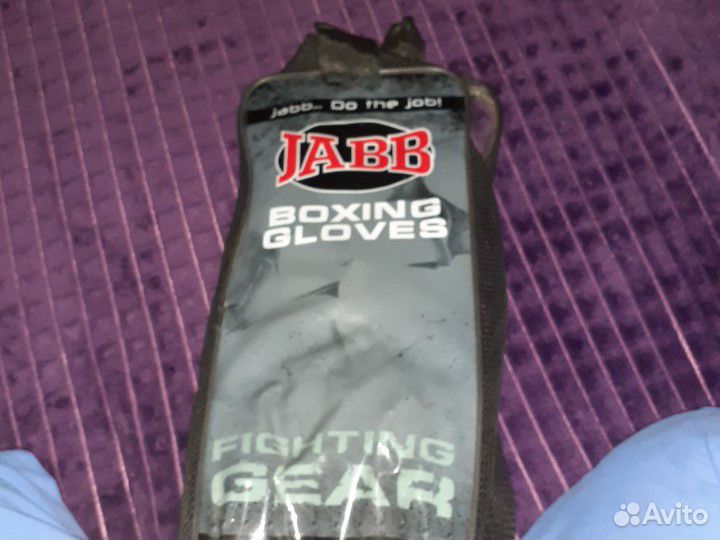 jabb... Do the job!
JABB
BOXING
GLOVES
FIGHTING
GEAR
Avito